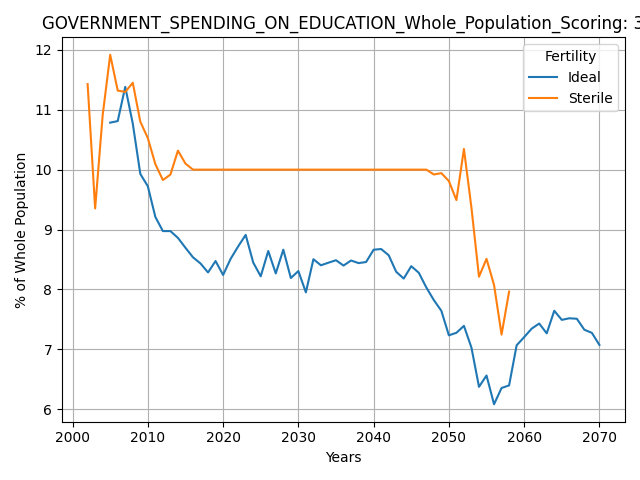 GOVERNMENT_SPENDING_ON_EDUCATION_Whole_Population_Scoring: 3
Fertility
Ideal
Sterile
% of Whole Population
12
11
10
9
8
7
6
2000 2010 2020 2030 2040 2050 2060 2070
Years